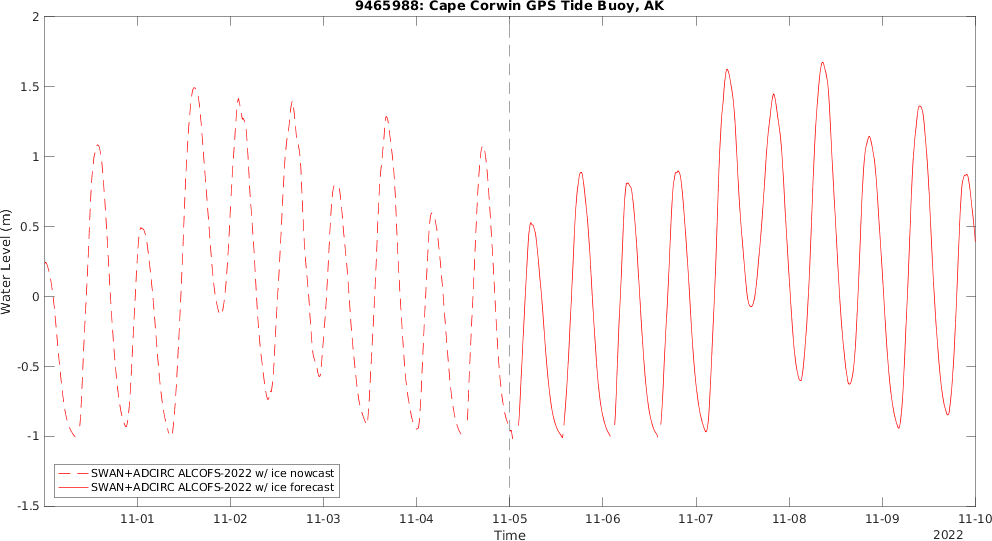 9465988: Cape Corwin GPS Tide Buoy, AK
2
1.5
1
0.5
0
-0.5
-1
-1.5
Water Level (m)
SWAN+ADCIRC ALCOFS-2022 w/ ice nowcast
SWAN+ADCIRC ALCOFS-2022 w/ ice forecast
11-01 11-02 11-03 11-04 11-05 11-06 11-07 11-08 11-09 11-10
Time
2022